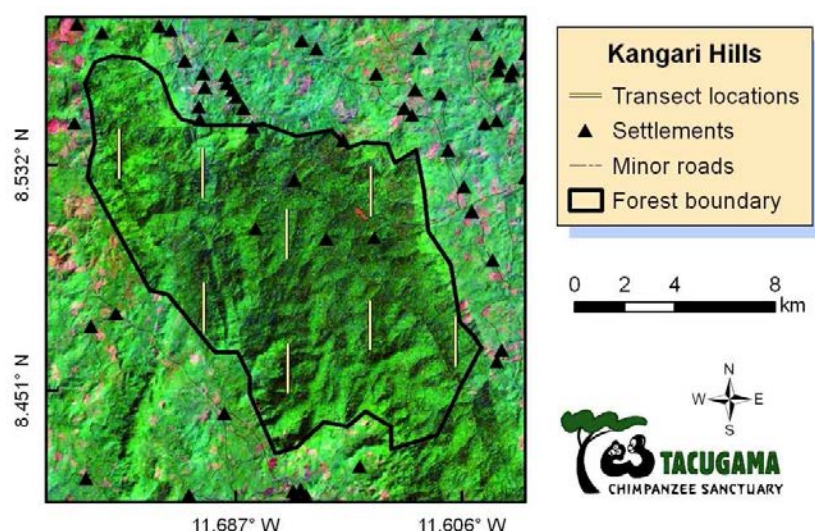 Kangari Hills
Transect locations
Settlements
Minor roads
Forest boundary
8.532° N
8.451° N
0 2 4 8
km
N
W E
S
TACUGAMA
CHIMPANZEE SANCTUARY
11.687° W 11.606° W